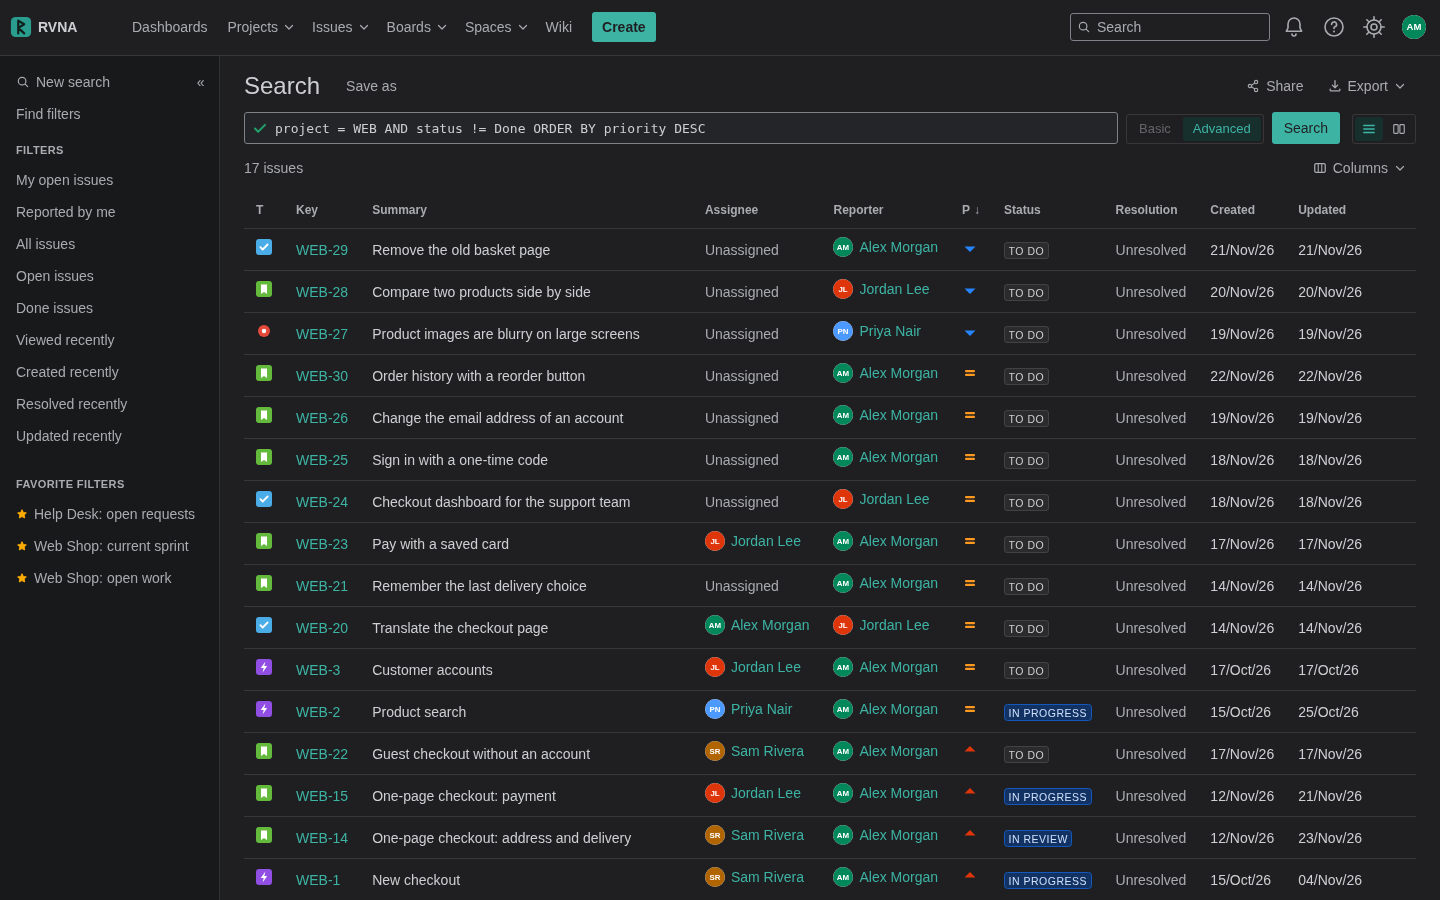 RVNA Dashboards Projects Issues Boards Spaces Wiki Create Search AM
New search «
Find filters
FILTERS
My open issues
Reported by me
All issues
Open issues
Done issues
Viewed recently
Created recently
Resolved recently
Updated recently
FAVORITE FILTERS
Help Desk: open requests
Web Shop: current sprint
Web Shop: open work
Search Save as Share Export
project = WEB AND status != Done ORDER BY priority DESC Basic Advanced Search
17 issues Columns
T Key Summary Assignee Reporter P ↓ Status Resolution Created Updated
WEB-29 Remove the old basket page Unassigned AM Alex Morgan TO DO Unresolved 21/Nov/26 21/Nov/26
WEB-28 Compare two products side by side Unassigned JL Jordan Lee TO DO Unresolved 20/Nov/26 20/Nov/26
WEB-27 Product images are blurry on large screens Unassigned PN Priya Nair TO DO Unresolved 19/Nov/26 19/Nov/26
WEB-30 Order history with a reorder button Unassigned AM Alex Morgan TO DO Unresolved 22/Nov/26 22/Nov/26
WEB-26 Change the email address of an account Unassigned AM Alex Morgan TO DO Unresolved 19/Nov/26 19/Nov/26
WEB-25 Sign in with a one-time code Unassigned AM Alex Morgan TO DO Unresolved 18/Nov/26 18/Nov/26
WEB-24 Checkout dashboard for the support team Unassigned JL Jordan Lee TO DO Unresolved 18/Nov/26 18/Nov/26
WEB-23 Pay with a saved card JL Jordan Lee AM Alex Morgan TO DO Unresolved 17/Nov/26 17/Nov/26
WEB-21 Remember the last delivery choice Unassigned AM Alex Morgan TO DO Unresolved 14/Nov/26 14/Nov/26
WEB-20 Translate the checkout page AM Alex Morgan JL Jordan Lee TO DO Unresolved 14/Nov/26 14/Nov/26
WEB-3 Customer accounts JL Jordan Lee AM Alex Morgan TO DO Unresolved 17/Oct/26 17/Oct/26
WEB-2 Product search PN Priya Nair AM Alex Morgan IN PROGRESS Unresolved 15/Oct/26 25/Oct/26
WEB-22 Guest checkout without an account SR Sam Rivera AM Alex Morgan TO DO Unresolved 17/Nov/26 17/Nov/26
WEB-15 One-page checkout: payment JL Jordan Lee AM Alex Morgan IN PROGRESS Unresolved 12/Nov/26 21/Nov/26
WEB-14 One-page checkout: address and delivery SR Sam Rivera AM Alex Morgan IN REVIEW Unresolved 12/Nov/26 23/Nov/26
WEB-1 New checkout SR Sam Rivera AM Alex Morgan IN PROGRESS Unresolved 15/Oct/26 04/Nov/26